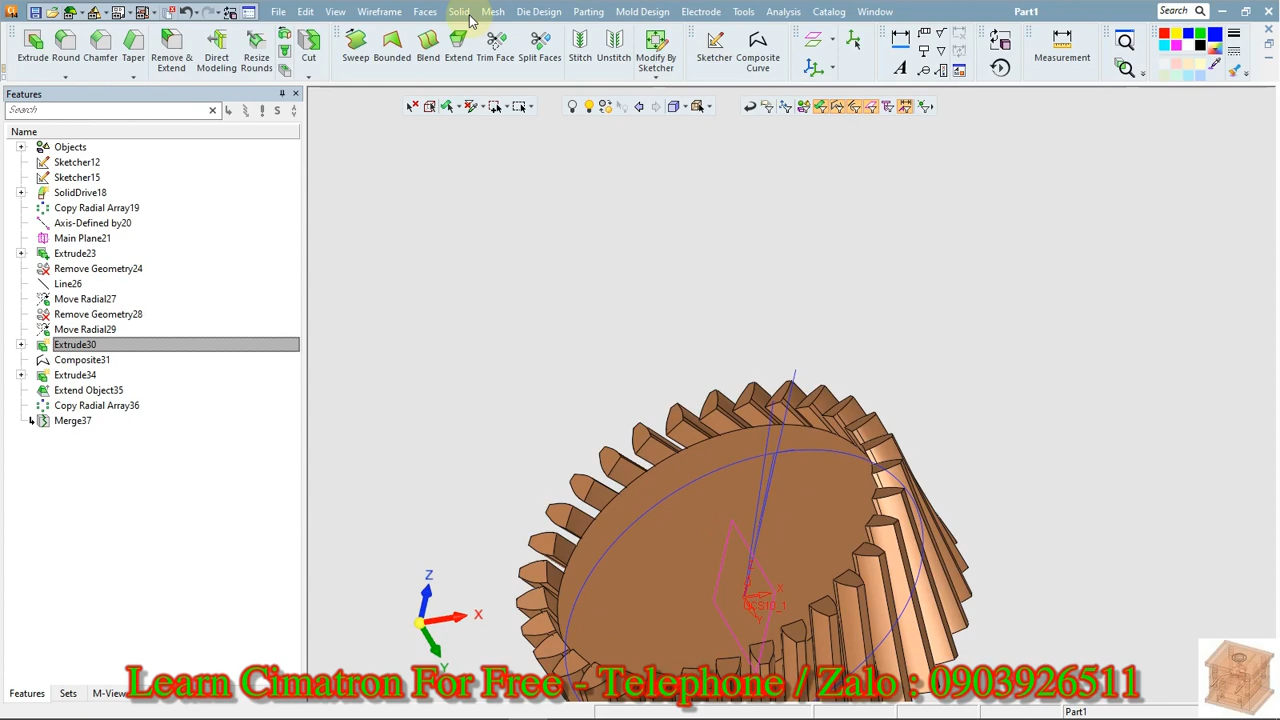 File Edit View Wireframe Faces Solid Mesh Die Design Parting Mold Design Electrode Tools Analysis Catalog Window Part1 Search
Extrude Round Chamfer Taper Remove & Extend Direct Modeling Resize Rounds Cut Sweep Bounded Blend Extend Trim Face Split Faces Stitch Unstitch Modify By Sketcher Sketcher Composite Curve Measurement
Features
Search
Name
Objects
Sketcher12
Sketcher15
SolidDrive18
Copy Radial Array19
Axis-Defined by20
Main Plane21
Extrude23
Remove Geometry24
Line26
Move Radial27
Remove Geometry28
Move Radial29
Extrude30
Composite31
Extrude34
Extend Object35
Copy Radial Array36
Merge37
Z
X
Y
X
Y
Features Sets M-View
Learn Cimatron For Free - Telephone / Zalo : 0903926511
Part1